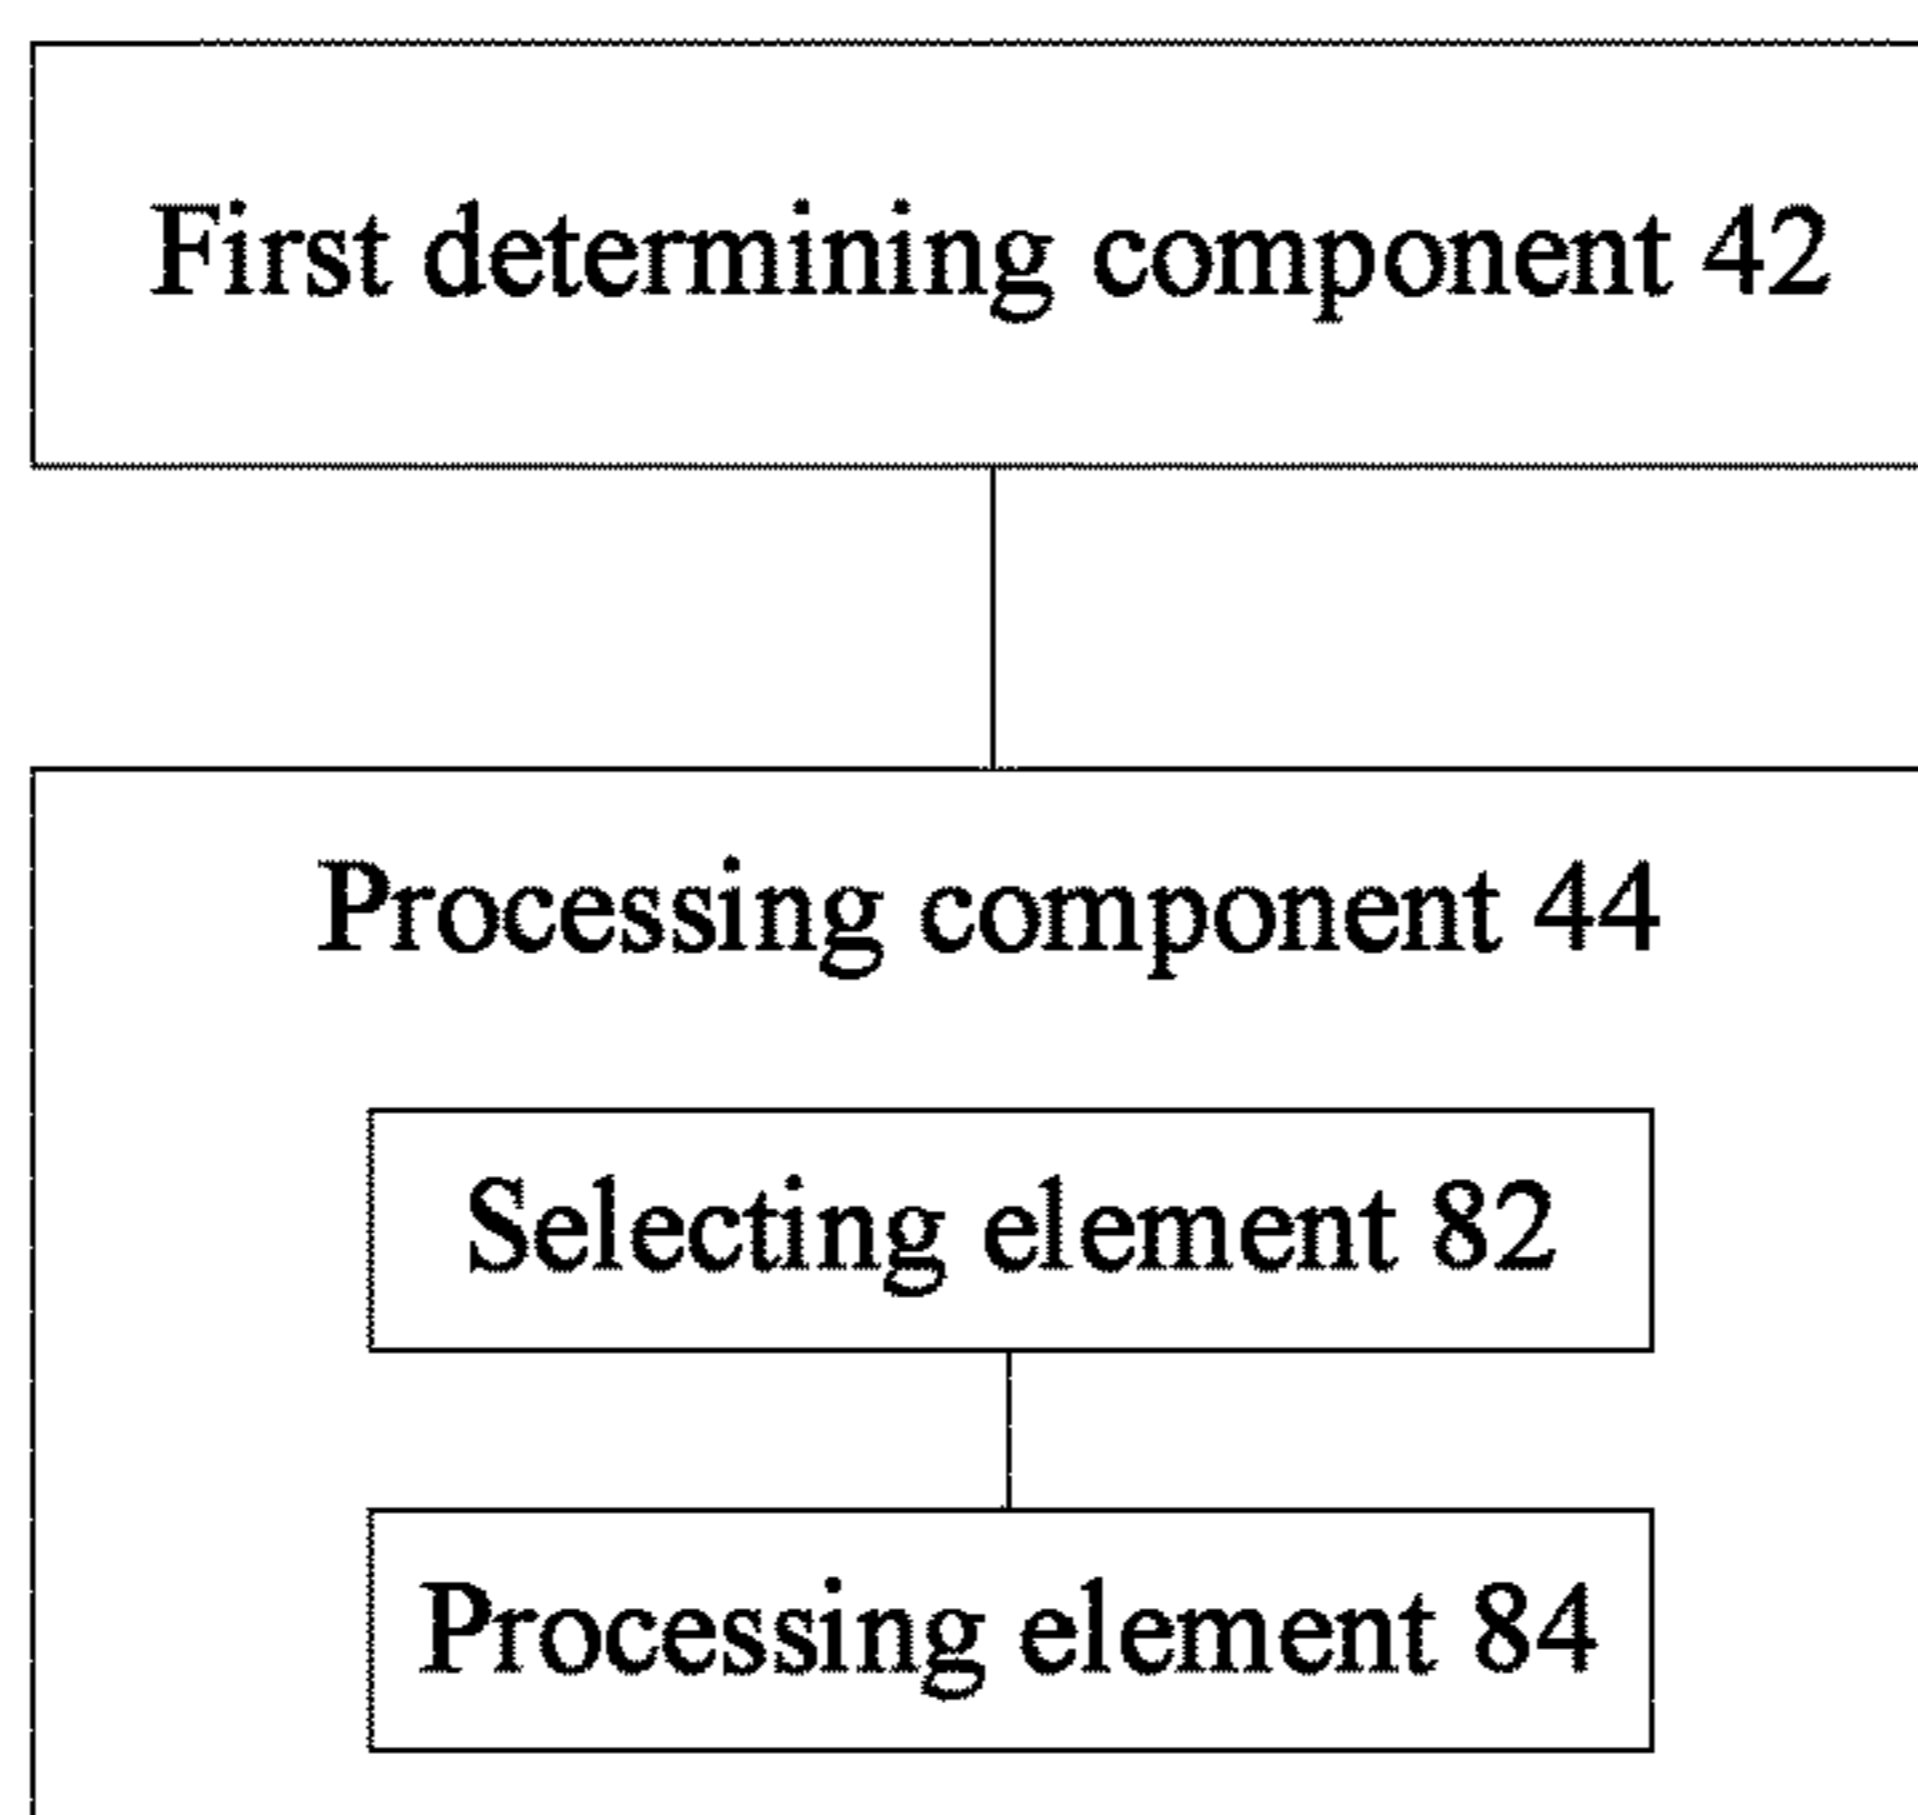 First determining component 42
Processing component 44
Selecting element 82
Processing element 84